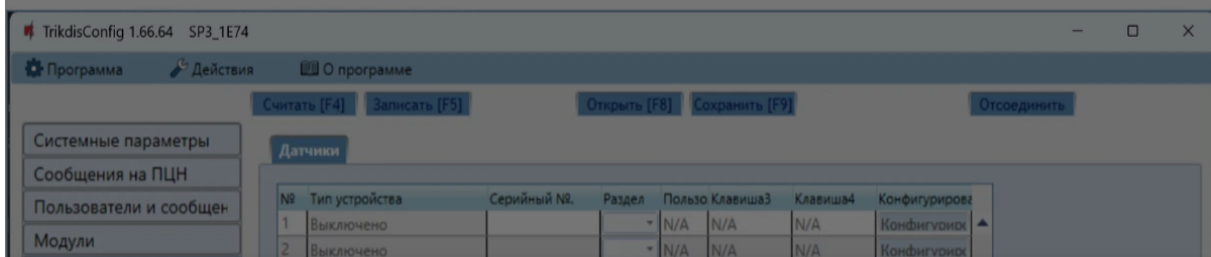 TrikdisConfig 1.66.64 SP3_1E74
Программа Действия О программе
Считать [F4] Записать [F5] Открыть [F8] Сохранить [F9] Отсоединить
Системные параметры
Датчики
Сообщения на ПЦН
№ Тип устройства Серийный №. Раздел Пользо Клавиша3 Клавиша4 Конфигурирова
Пользователи и сообщен
1 Выключено N/A N/A N/A Конфигурирс
Модули
2 Выключено N/A N/A N/A Конфигурирс